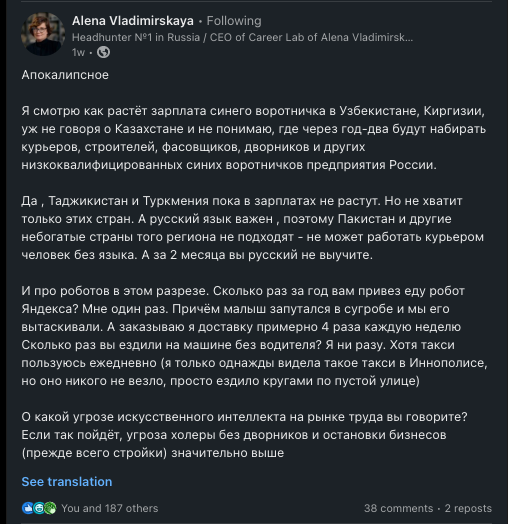 Alena Vladimirskaya • Following
Headhunter №1 in Russia / CEO of Career Lab of Alena Vladimirsk...
1w •
Апокалипсное
Я смотрю как растёт зарплата синего воротничка в Узбекистане, Киргизии,
уж не говоря о Казахстане и не понимаю, где через год-два будут набирать
курьеров, строителей, фасовщиков, дворников и других
низкоквалифицированных синих воротничков предприятия России.
Да , Таджикистан и Туркмения пока в зарплатах не растут. Но не хватит
только этих стран. А русский язык важен , поэтому Пакистан и другие
небогатые страны того региона не подходят - не может работать курьером
человек без языка. А за 2 месяца вы русский не выучите.
И про роботов в этом разрезе. Сколько раз за год вам привез еду робот
Яндекса? Мне один раз. Причём малыш запутался в сугробе и мы его
вытаскивали. А заказываю я доставку примерно 4 раза каждую неделю
Сколько раз вы ездили на машине без водителя? Я ни разу. Хотя такси
пользуюсь ежедневно (я только однажды видела такое такси в Иннополисе,
но оно никого не везло, просто ездило кругами по пустой улице)
О какой угрозе искусственного интеллекта на рынке труда вы говорите?
Если так пойдёт, угроза холеры без дворников и остановки бизнесов
(прежде всего стройки) значительно выше
See translation
You and 187 others
38 comments • 2 reposts